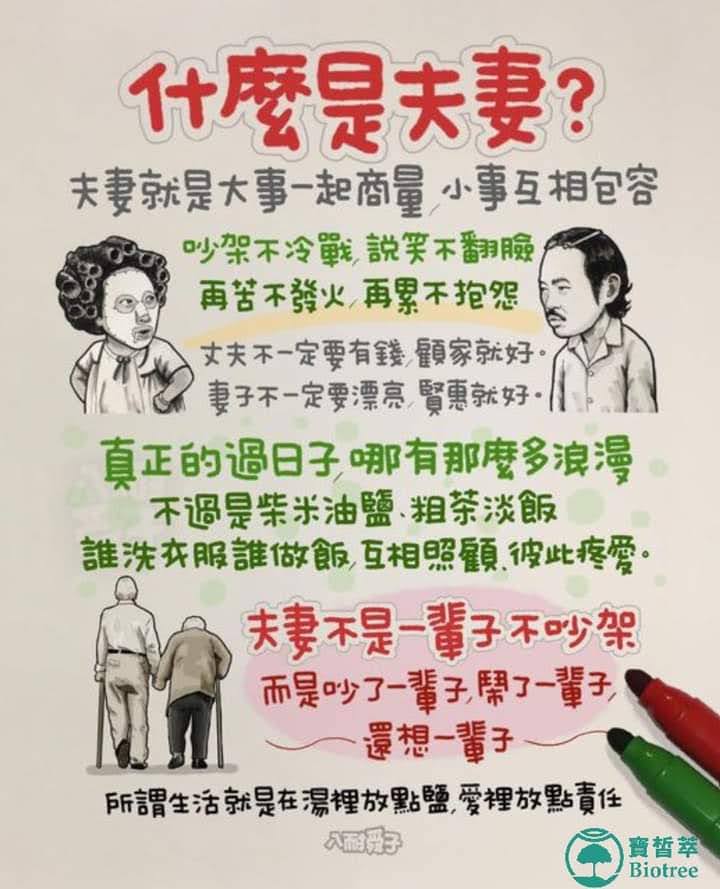 什麼是夫妻?
夫妻就是大事一起商量,小事互相包容
吵架不冷戰,説笑不翻臉
再苦不發火,再累不抱怨
丈夫不一定要有錢,顧家就好。
妻子不一定要漂亮,賢惠就好。
真正的過日子,哪有那麼多浪漫
不過是柴米油鹽、粗茶淡飯
誰洗衣服誰做飯,互相照顧、彼此疼愛。
夫妻不是一輩子不吵架
而是吵了一輩子,鬧了一輩子,
還想一輩子
所謂生活就是在湯裡放點鹽,愛裡放點責任
八耐舜子
寶晳萃
Biotree